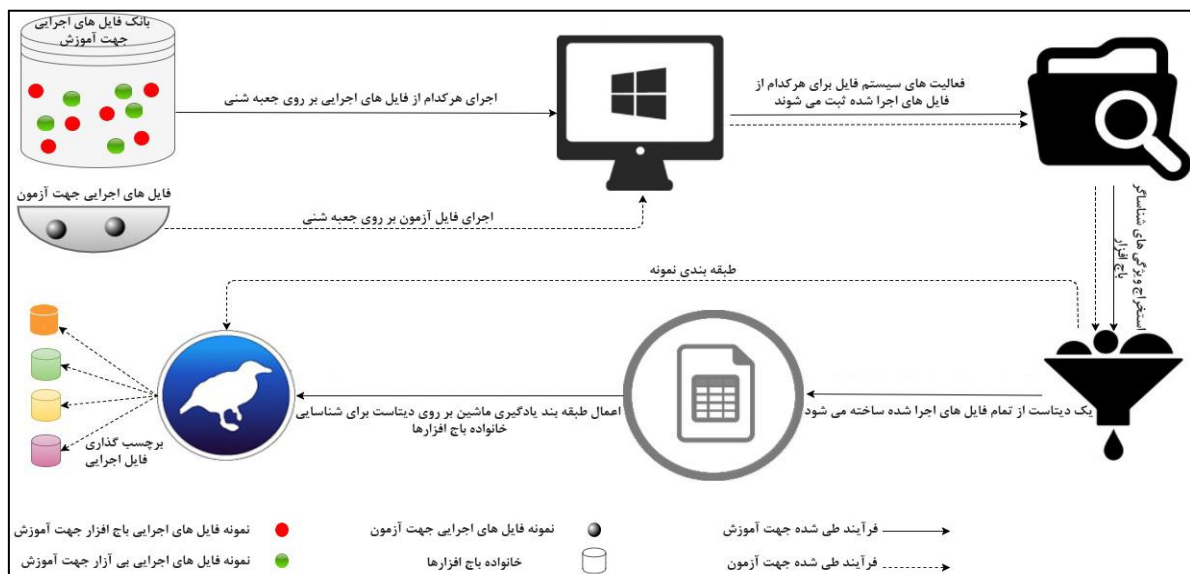 بانک فایل های اجرایی
جهت آموزش
اجرای هرکدام از فایل های اجرایی بر روی جعبه شنی
فعالیت های سیستم فایل برای هرکدام از
فایل های اجرا شده ثبت می شوند
فایل های اجرایی جهت آزمون
اجرای فایل آزمون بر روی جعبه شنی
استخراج ویژگی های شناساگر
باج افزار
طبقه بندی نمونه
یک دیتاست از تمام فایل های اجرا شده ساخته می شود
اعمال طبقه بند یادگیری ماشین بر روی دیتاست برای شناسایی
خانواده باج افزارها
برچسب گذاری
فایل اجرایی
فرآیند طی شده جهت آموزش
نمونه فایل های اجرایی جهت آزمون
نمونه فایل های اجرایی باج افزار جهت آموزش
فرآیند طی شده جهت آزمون
خانواده باج افزارها
نمونه فایل های اجرایی بی آزار جهت آموزش